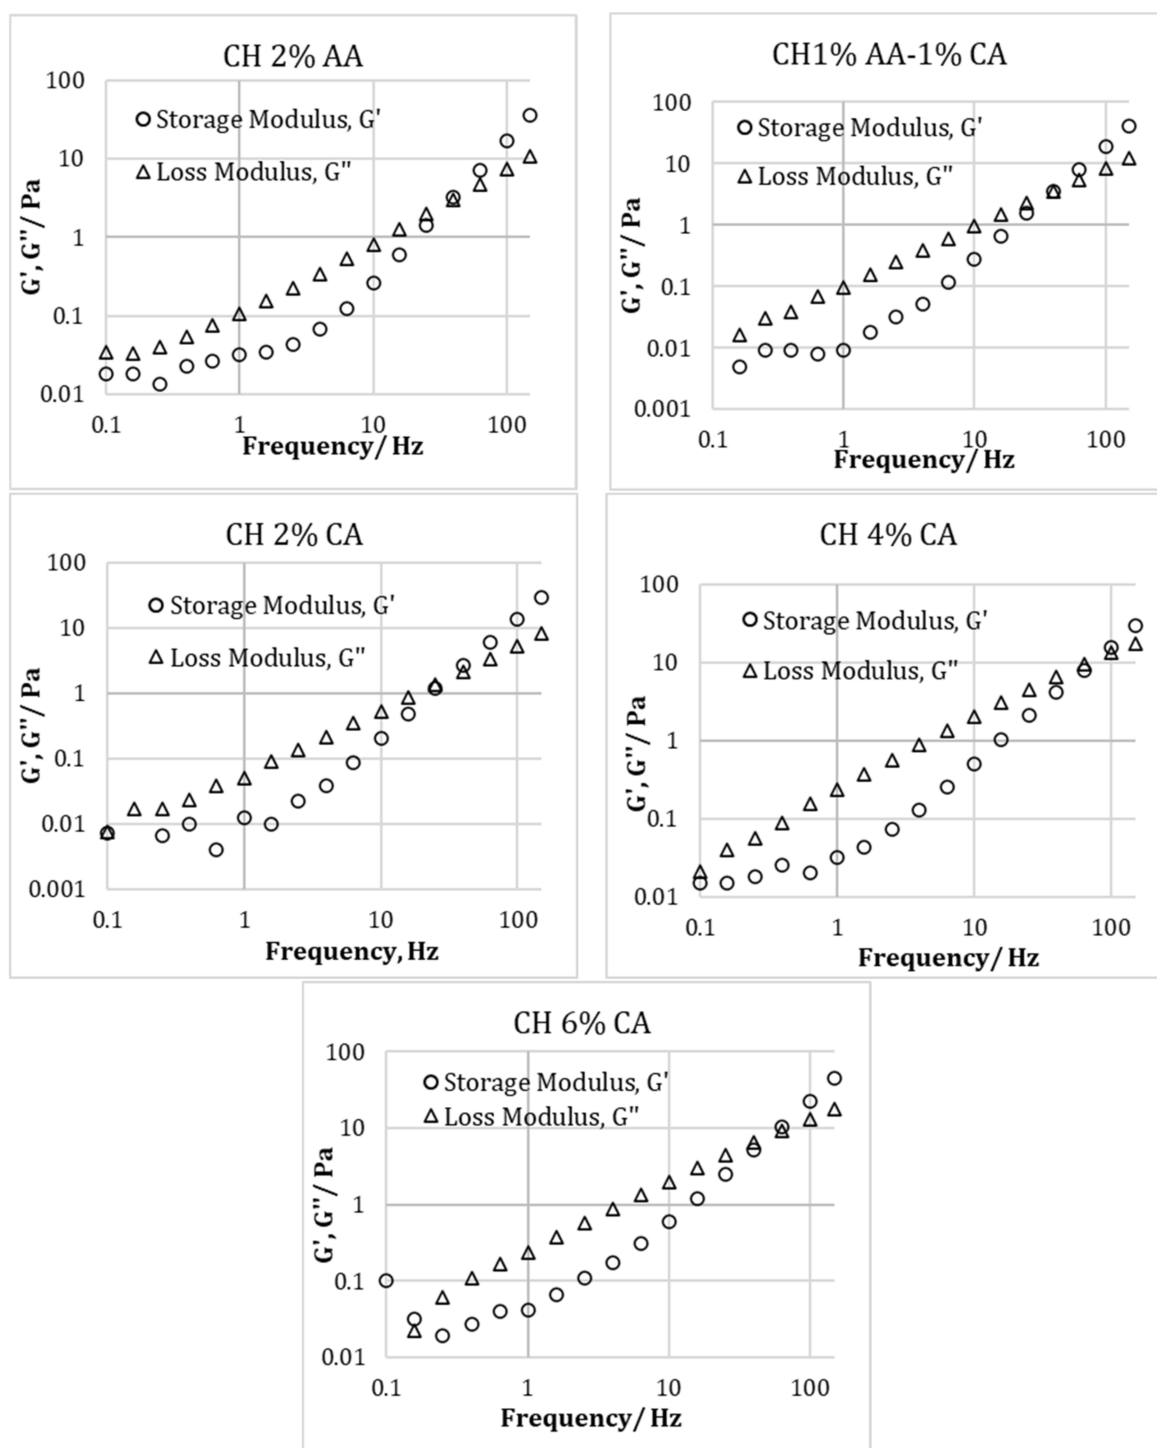 CH 2% AA
100
10
1
0.1
0.01
G', G''/ Pa
Storage Modulus, G'
Loss Modulus, G"
0.1 1 10 100
Frequency/ Hz
CH1% AA-1% CA
100
10
1
0.1
0.01
0.001
G', G''/ Pa
Storage Modulus, G'
Loss Modulus, G"
0.1 1 10 100
Frequency/ Hz
CH 2% CA
100
10
1
0.1
0.01
0.001
G', G''/ Pa
Storage Modulus, G'
Loss Modulus, G"
0.1 1 10 100
Frequency, Hz
CH 4% CA
100
10
1
0.1
0.01
G', G''/ Pa
Storage Modulus, G'
Loss Modulus, G"
0.1 1 10 100
Frequency/ Hz
CH 6% CA
100
10
1
0.1
0.01
G', G''/ Pa
Storage Modulus, G'
Loss Modulus, G"
0.1 1 10 100
Frequency/ Hz